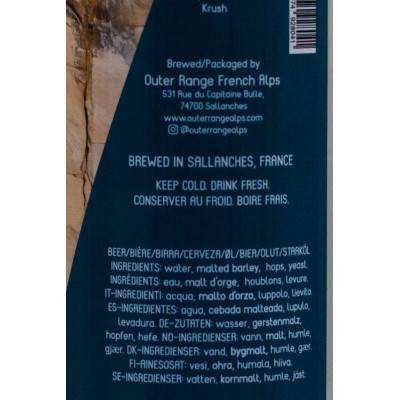 Krush
74 928041
Brewed/Packaged by
Outer Range French Alps
531 Rue du Capitaine Bulle,
74700 Sallanches
www.outerrangealps.com
@outerrangealps
BREWED IN SALLANCHES, FRANCE
KEEP COLD. DRINK FRESH.
CONSERVER AU FROID. BOIRE FRAIS.
BEER/BIÈRE/BIRRA/CERVEZA/ØL/BIER/OLUT/STARKÖL
INGREDIENTS: water, malted barley, hops, yeast.
INGRÉDIENTS: eau, malt d'orge, houblons, levure.
IT-INGREDIENTI: acqua, malto d'orzo, luppolo, lievito.
ES-INGREDIENTES: agua, cebada malteada, lupulo,
levadura. DE-ZUTATEN: wasser, gerstenmalz,
hopfen, hefe. NO-INGREDIENSER: vann, malt, humle,
gjær. DK-INGREDIENSER: vand, bygmalt, humle, gær.
FI-AINESOSAT: vesi, ohra, humala, hiiva.
SE-INGREDIENSER: vatten, kornmalt, humle, jäst.